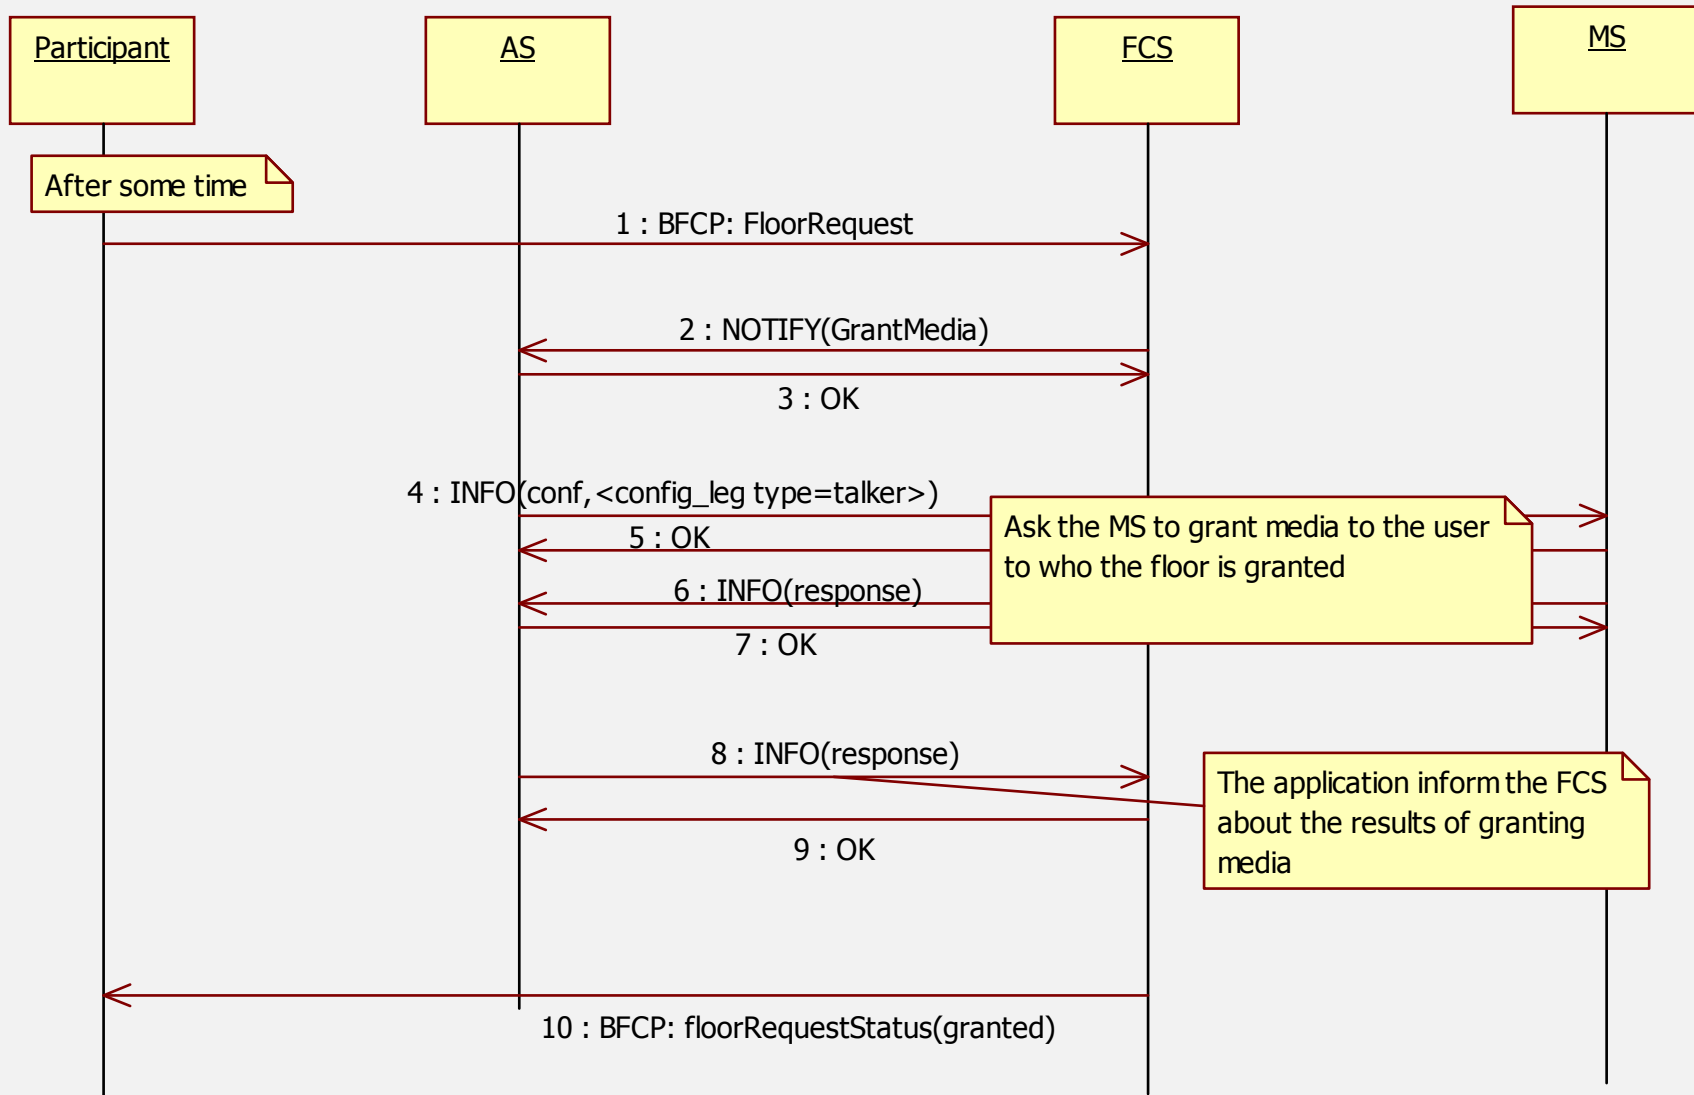 Participant
AS
FCS
MS
After some time
1 : BFCP: FloorRequest
2 : NOTIFY(GrantMedia)
3 : OK
4 : INFO(conf,<config_leg type=talker>)
Ask the MS to grant media to the user
to who the floor is granted
5 : OK
6 : INFO(response)
7 : OK
8 : INFO(response)
The application inform the FCS
about the results of granting
media
9 : OK
10 : BFCP: floorRequestStatus(granted)